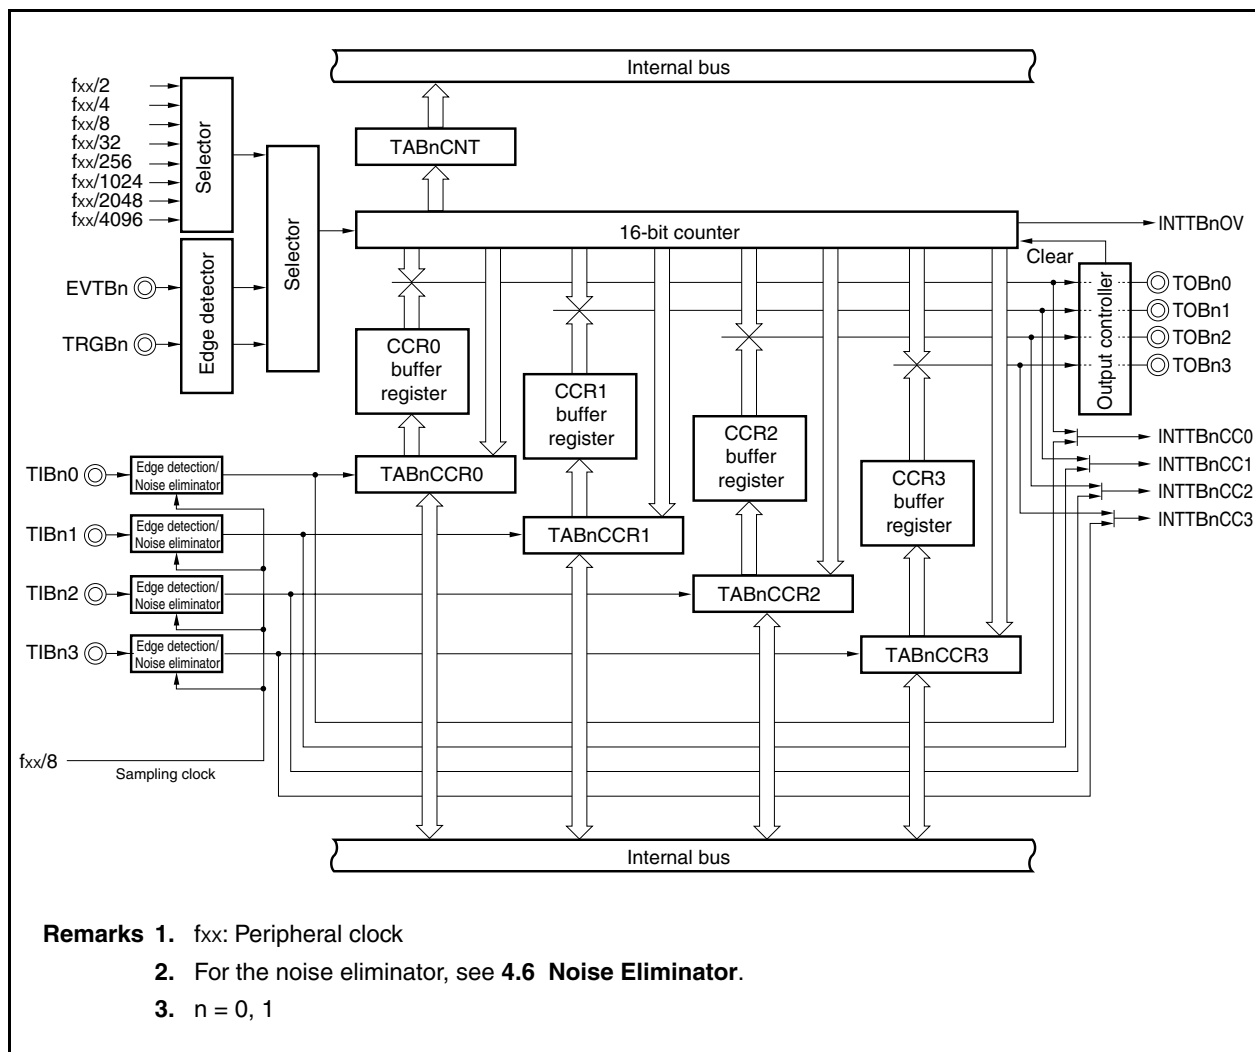 Internal bus
fxx/2
fxx/4
fxx/8
fxx/32
fxx/256
fxx/1024
fxx/2048
fxx/4096
Selector
Selector
TABnCNT
16-bit counter
INTTBnOV
Clear
EVTBn
TRGBn
Edge detector
CCR0
buffer
register
CCR1
buffer
register
CCR2
buffer
register
CCR3
buffer
register
Output controller
TOBn0
TOBn1
TOBn2
TOBn3
INTTBnCC0
INTTBnCC1
INTTBnCC2
INTTBnCC3
TIBn0
Edge detection/
Noise eliminator
TABnCCR0
TIBn1
Edge detection/
Noise eliminator
TABnCCR1
TIBn2
Edge detection/
Noise eliminator
TABnCCR2
TIBn3
Edge detection/
Noise eliminator
TABnCCR3
fxx/8
Sampling clock
Internal bus
Remarks 1. fxx: Peripheral clock
2. For the noise eliminator, see 4.6 Noise Eliminator.
3. n = 0, 1